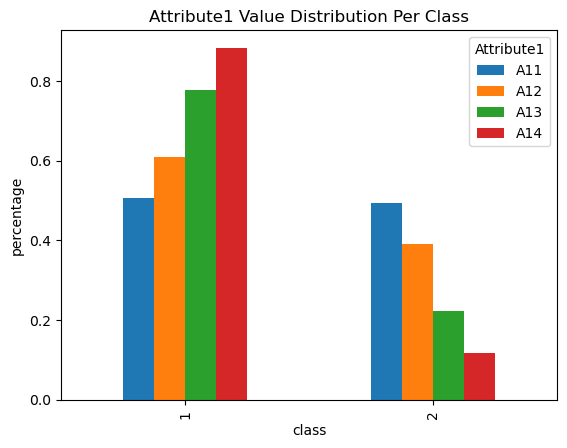 Attribute1 Value Distribution Per Class
Attribute1
A11
A12
A13
A14
percentage
0.8
0.6
0.4
0.2
0.0
1
2
class